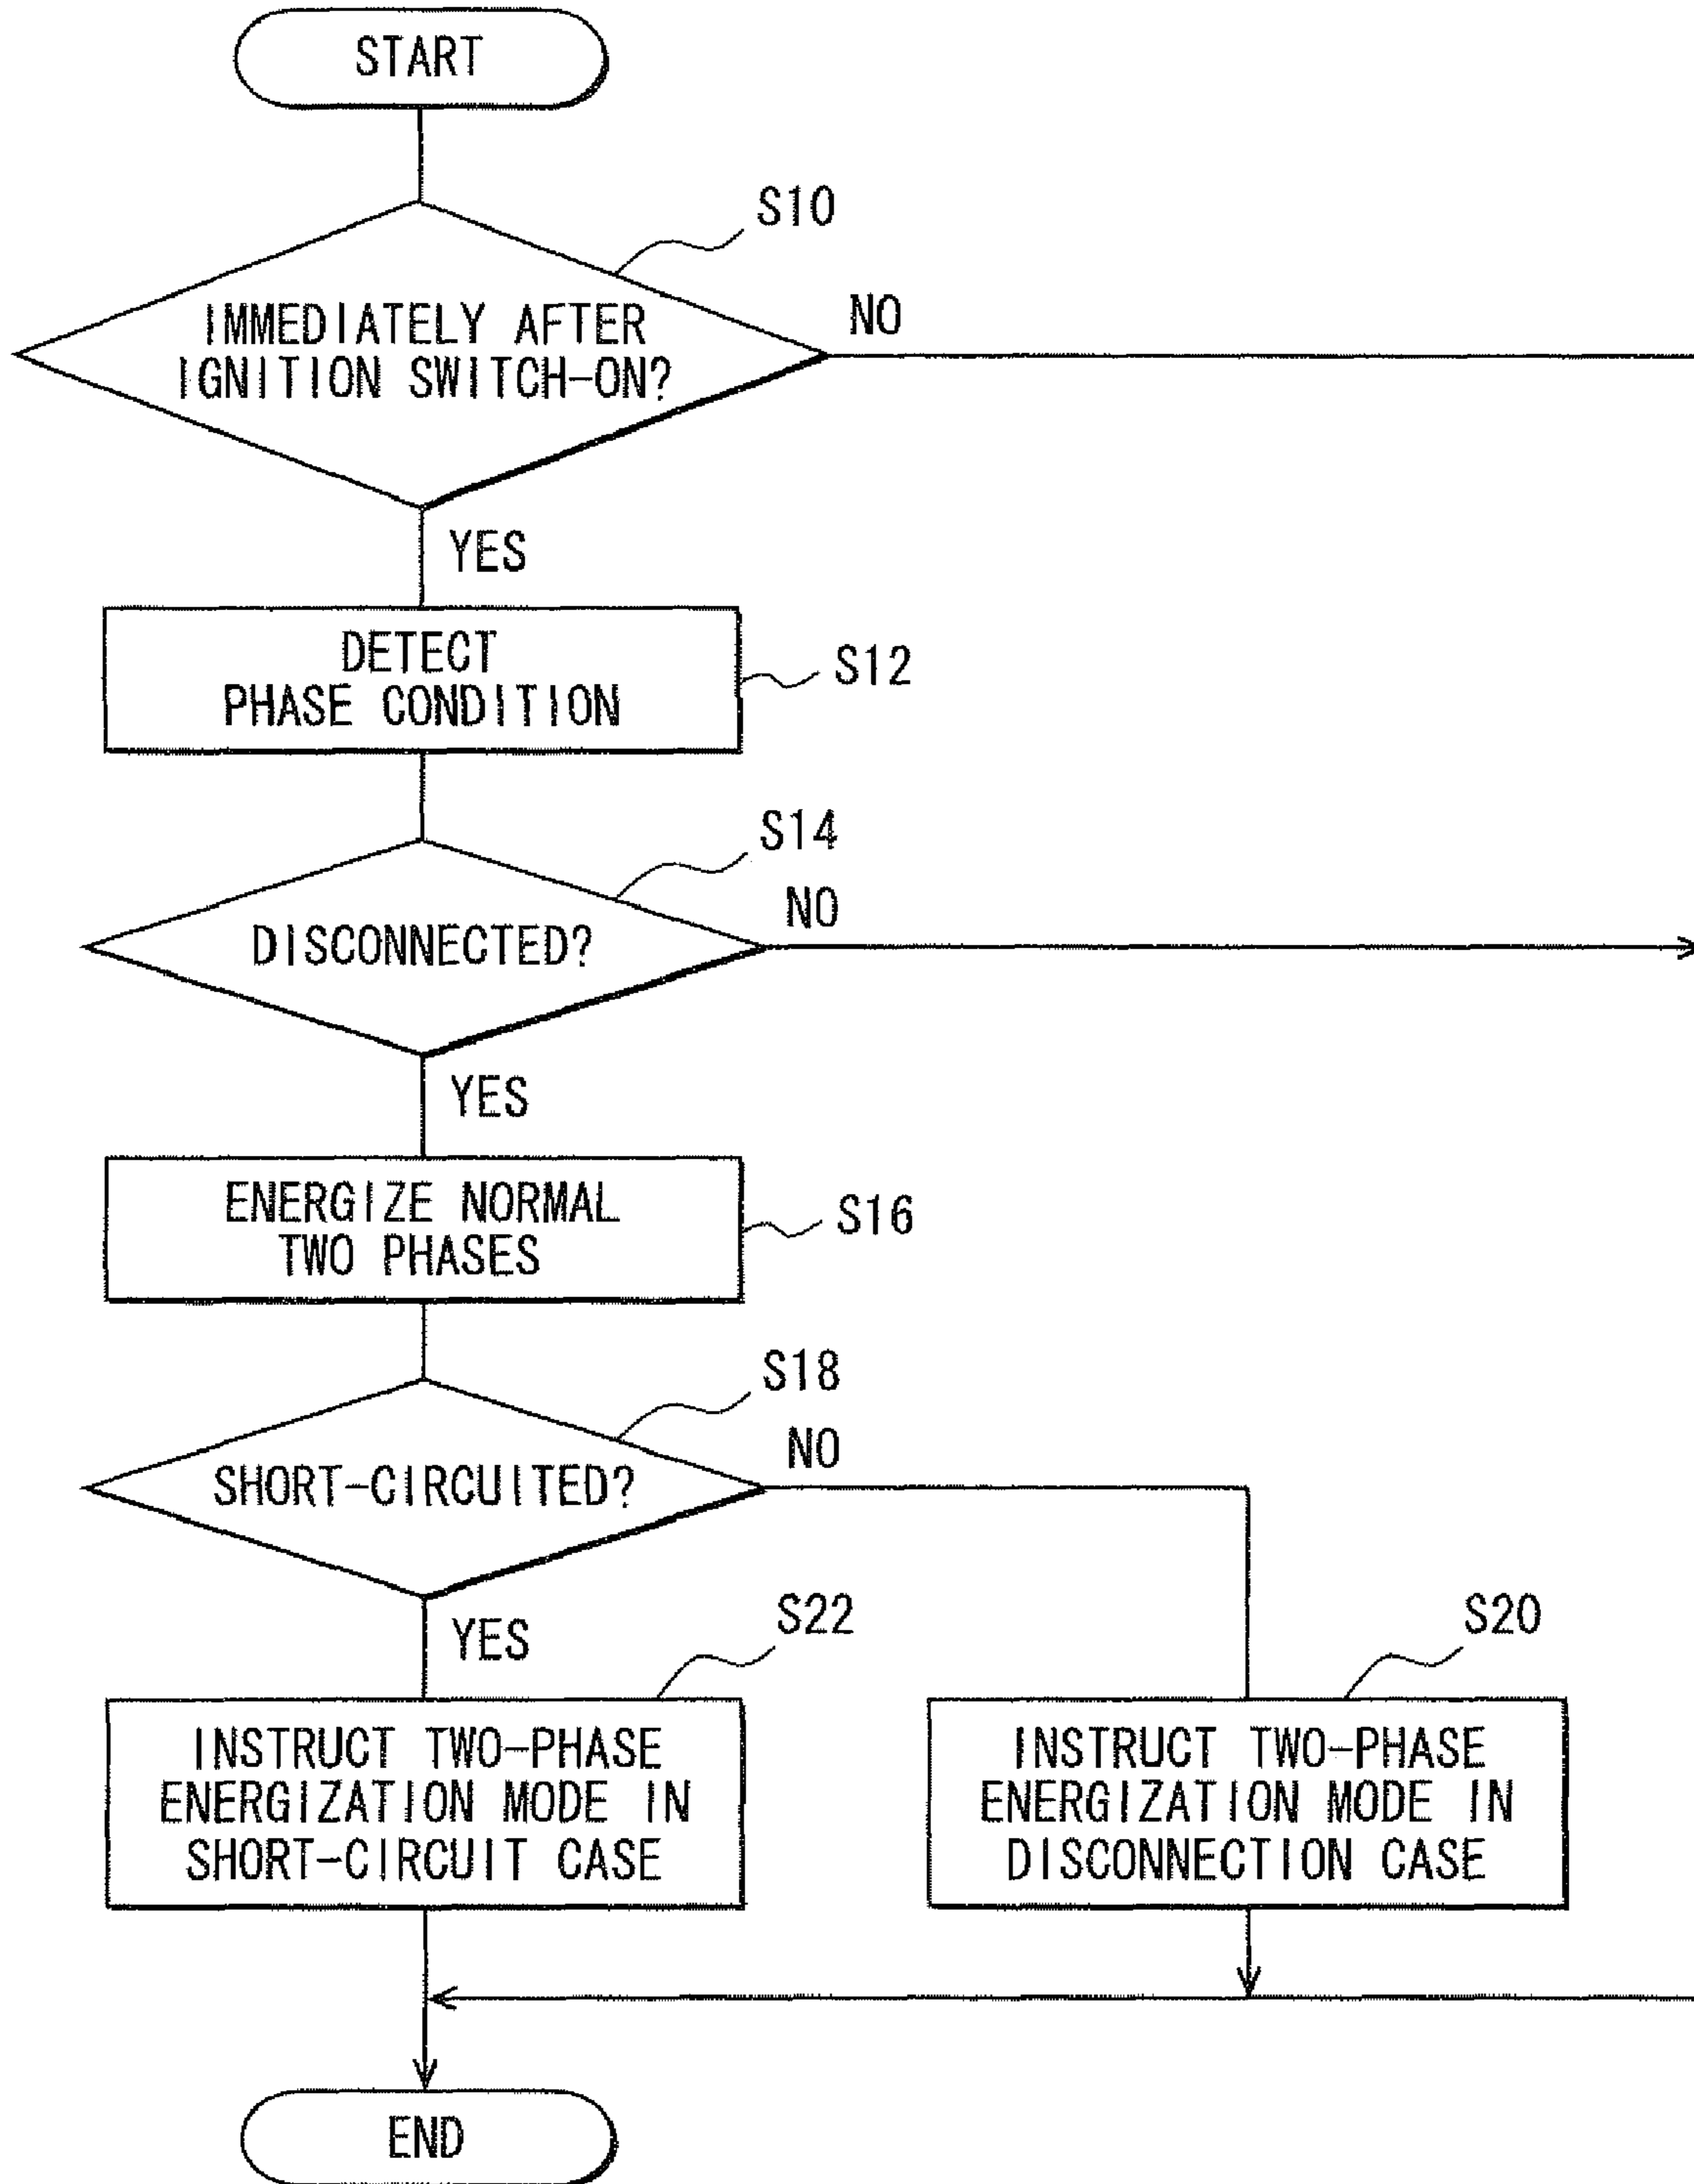 START
S10
IMMEDIATELY AFTER
IGNITION SWITCH-ON?
NO
YES
DETECT
PHASE CONDITION
S12
S14
DISCONNECTED?
NO
YES
ENERGIZE NORMAL
TWO PHASES
S16
S18
SHORT-CIRCUITED?
NO
YES
S22
S20
INSTRUCT TWO-PHASE
ENERGIZATION MODE IN
SHORT-CIRCUIT CASE
INSTRUCT TWO-PHASE
ENERGIZATION MODE IN
DISCONNECTION CASE
END